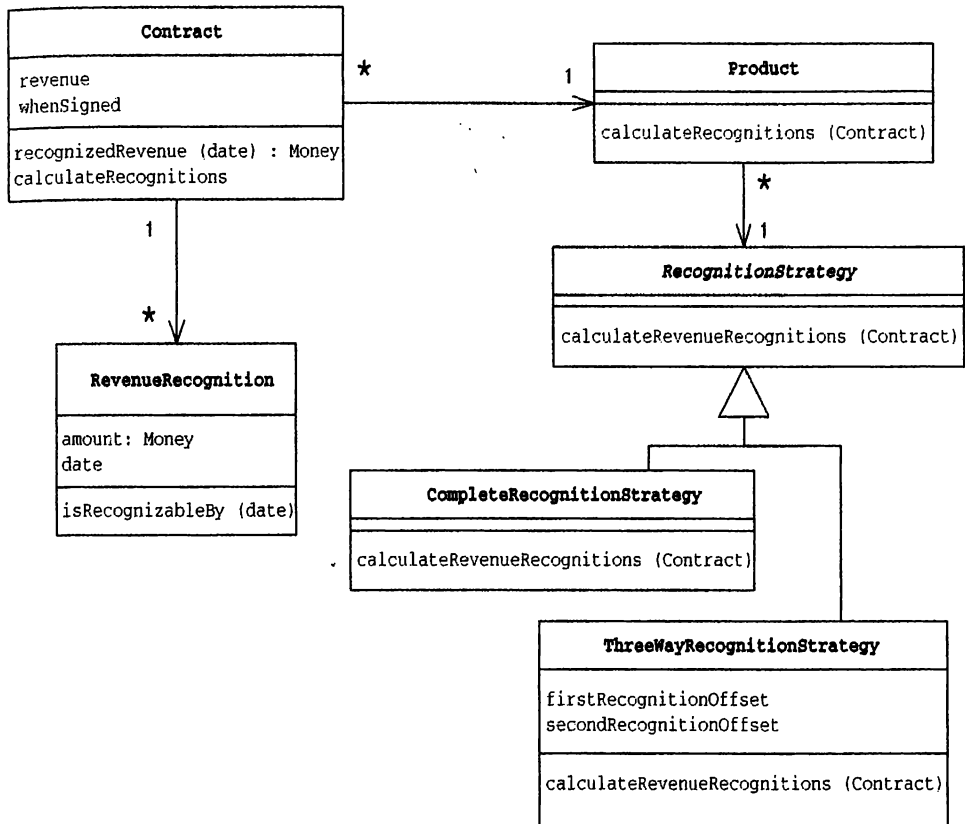 Contract
revenue
whenSigned
recognizedRevenue (date) : Money
calculateRecognitions
*
1
Product
calculateRecognitions (Contract)
*
1
RecognitionStrategy
calculateRevenueRecognitions (Contract)
1
*
RevenueRecognition
amount: Money
date
isRecognizableBy (date)
CompleteRecognitionStrategy
calculateRevenueRecognitions (Contract)
ThreeWayRecognitionStrategy
firstRecognitionOffset
secondRecognitionOffset
calculateRevenueRecognitions (Contract)